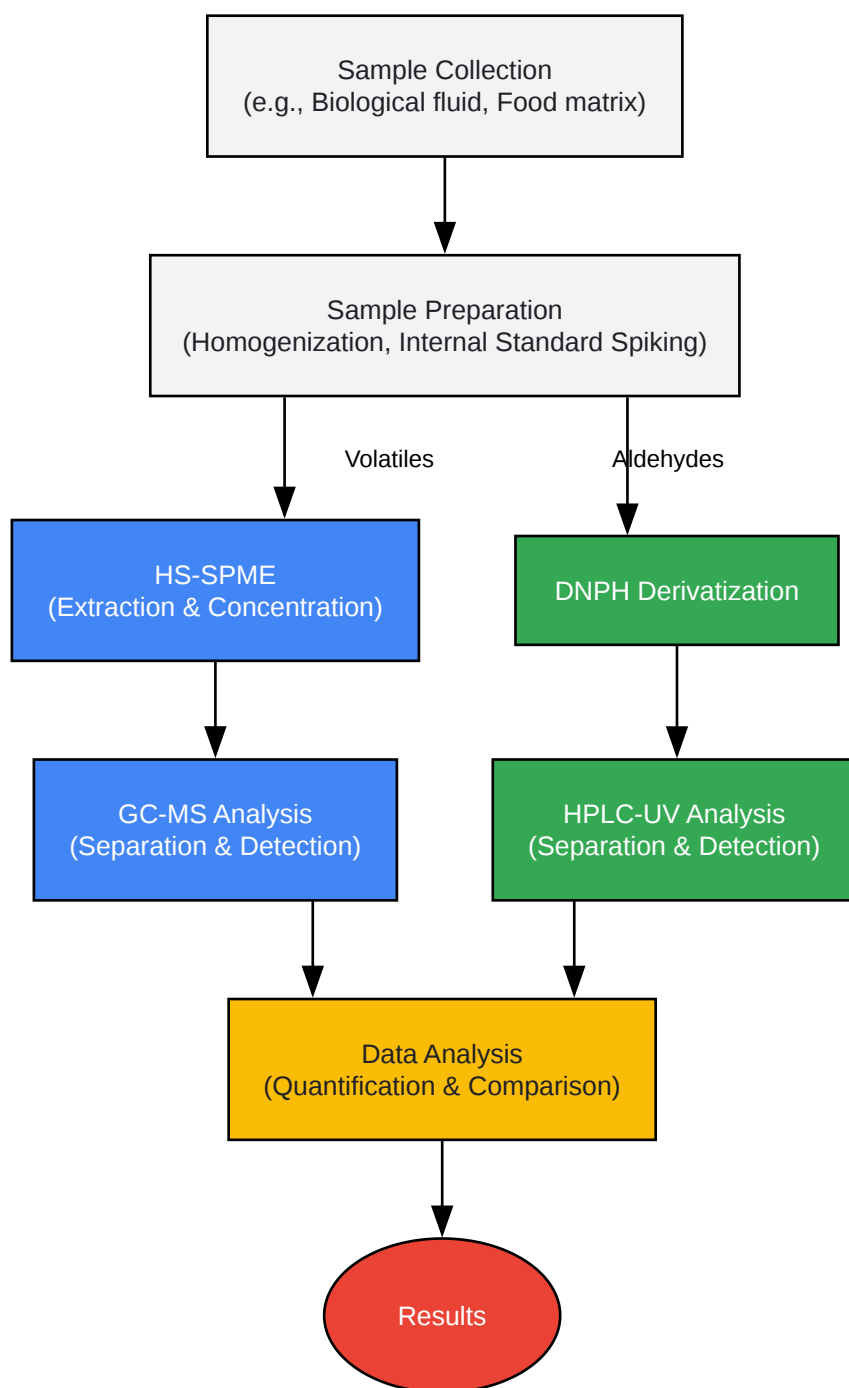 Sample Collection
(e.g., Biological fluid, Food matrix)
Sample Preparation
(Homogenization, Internal Standard Spiking)
Volatiles
Aldehydes
HS-SPME
(Extraction & Concentration)
DNPH Derivatization
GC-MS Analysis
(Separation & Detection)
HPLC-UV Analysis
(Separation & Detection)
Data Analysis
(Quantification & Comparison)
Results